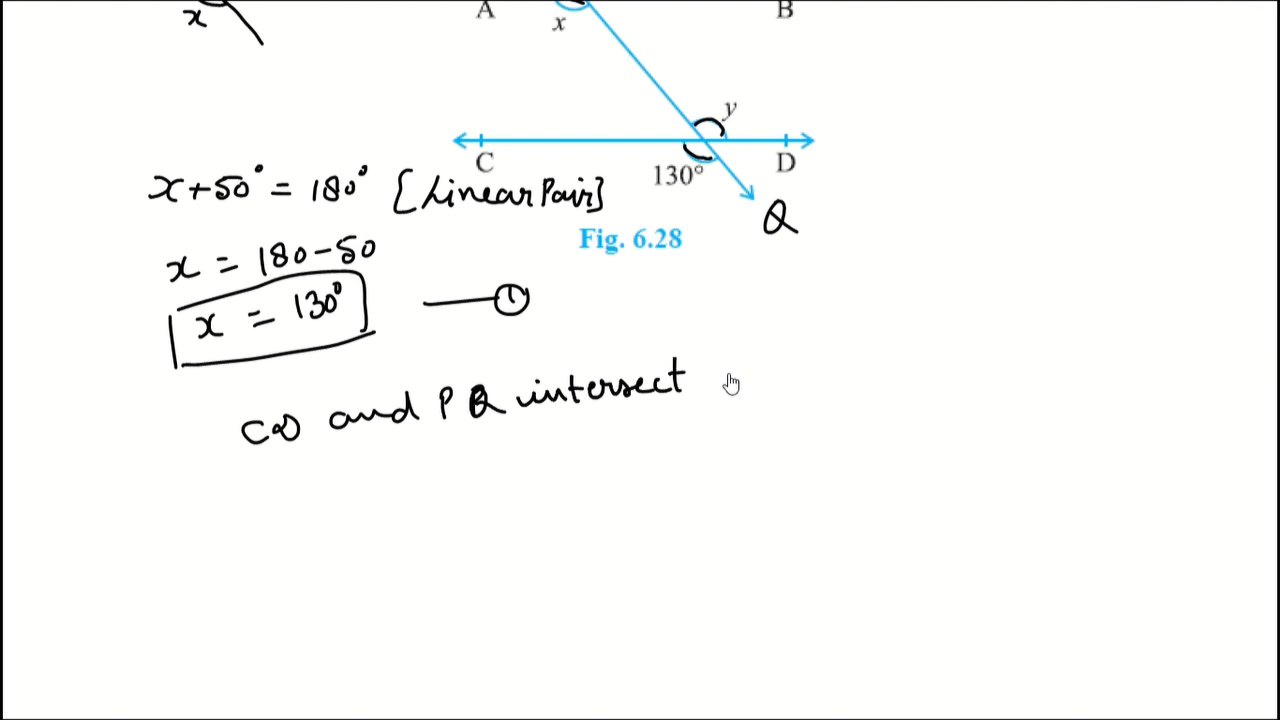 x
A
B
x
y
C
130°
D
x+50° = 180° [Linear Pair]
Q
Fig. 6.28
x = 180-50
x = 130° 1
CD and PQ intersect